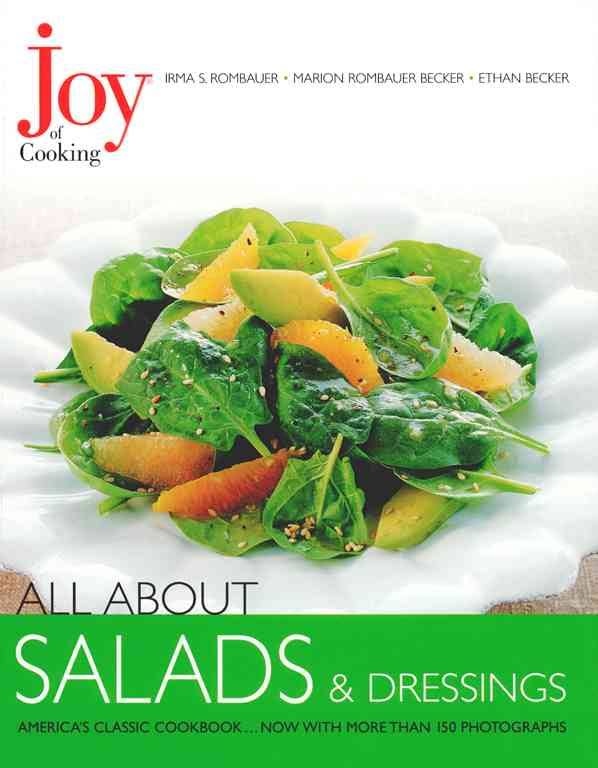 joy®
of
Cooking
IRMA S. ROMBAUER • MARION ROMBAUER BECKER • ETHAN BECKER
ALL ABOUT
SALADS & DRESSINGS
AMERICA'S CLASSIC COOKBOOK...NOW WITH MORE THAN 150 PHOTOGRAPHS